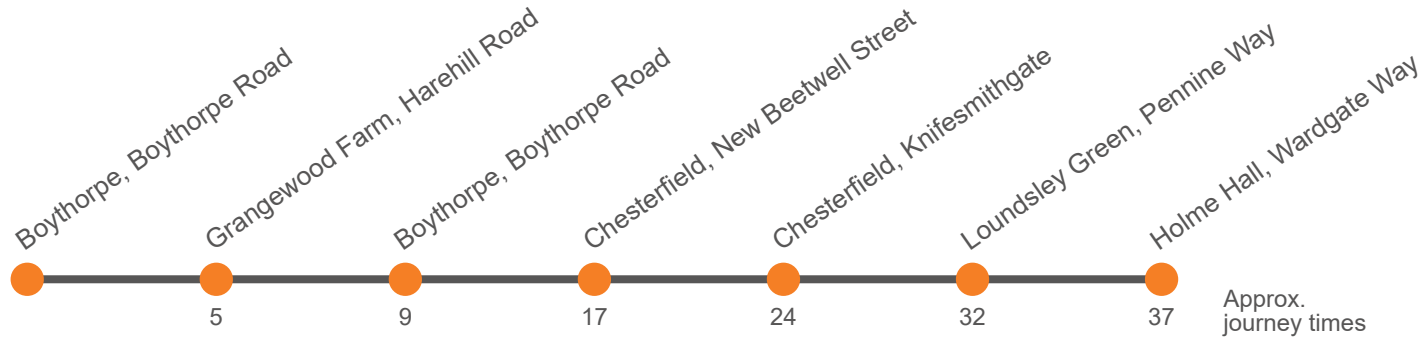 Boythorpe, Boythorpe Road
Grangewood Farm, Harehill Road
Boythorpe, Boythorpe Road
Chesterfield, New Beetwell Street
Chesterfield, Knifesmithgate
Loundsley Green, Pennine Way
Holme Hall, Wardgate Way
5
9
17
24
32
37
Approx.
journey times